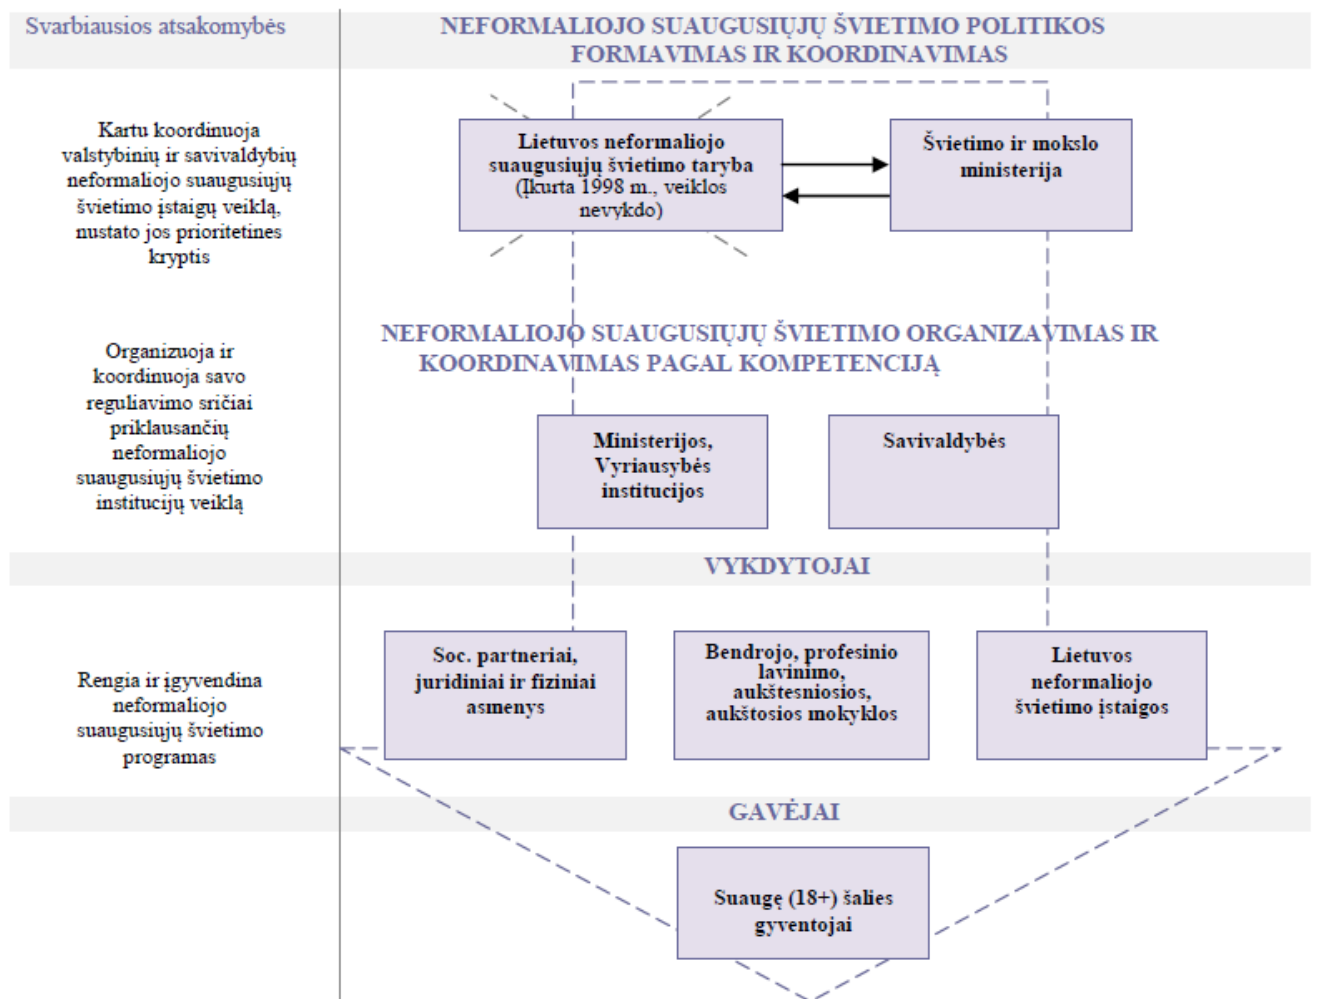 Svarbiausios atsakomybės
NEFORMALIOJO SUAUGUSIŲJŲ ŠVIETIMO POLITIKOS
FORMAVIMAS IR KOORDINAVIMAS
Kartu koordinuoja
valstybinių ir savivaldybių
neformaliojo suaugusiųjų
švietimo įstaigų veiklą,
nustato jos prioritetines
kryptis
Lietuvos neformaliojo
suaugusiųjų švietimo taryba
(Įkurta 1998 m., veiklos
nevykdo)
Švietimo ir mokslo
ministerija
NEFORMALIOJO SUAUGUSIŲJŲ ŠVIETIMO ORGANIZAVIMAS IR
KOORDINAVIMAS PAGAL KOMPETENCIJĄ
Organizuoja ir
koordinuoja savo
reguliavimo sričiai
priklausančių
neformaliojo
suaugusiųjų švietimo
institucijų veiklą
Ministerijos,
Vyriausybės
institucijos
Savivaldybės
VYKDYTOJAI
Rengia ir įgyvendina
neformaliojo
suaugusiųjų švietimo
programas
Soc. partneriai,
juridiniai ir fiziniai
asmenys
Bendrojo, profesinio
lavinimo,
aukštesniosios,
aukštosios mokyklos
Lietuvos
neformaliojo
švietimo įstaigos
GAVĖJAI
Suaugę (18+) šalies
gyventojai